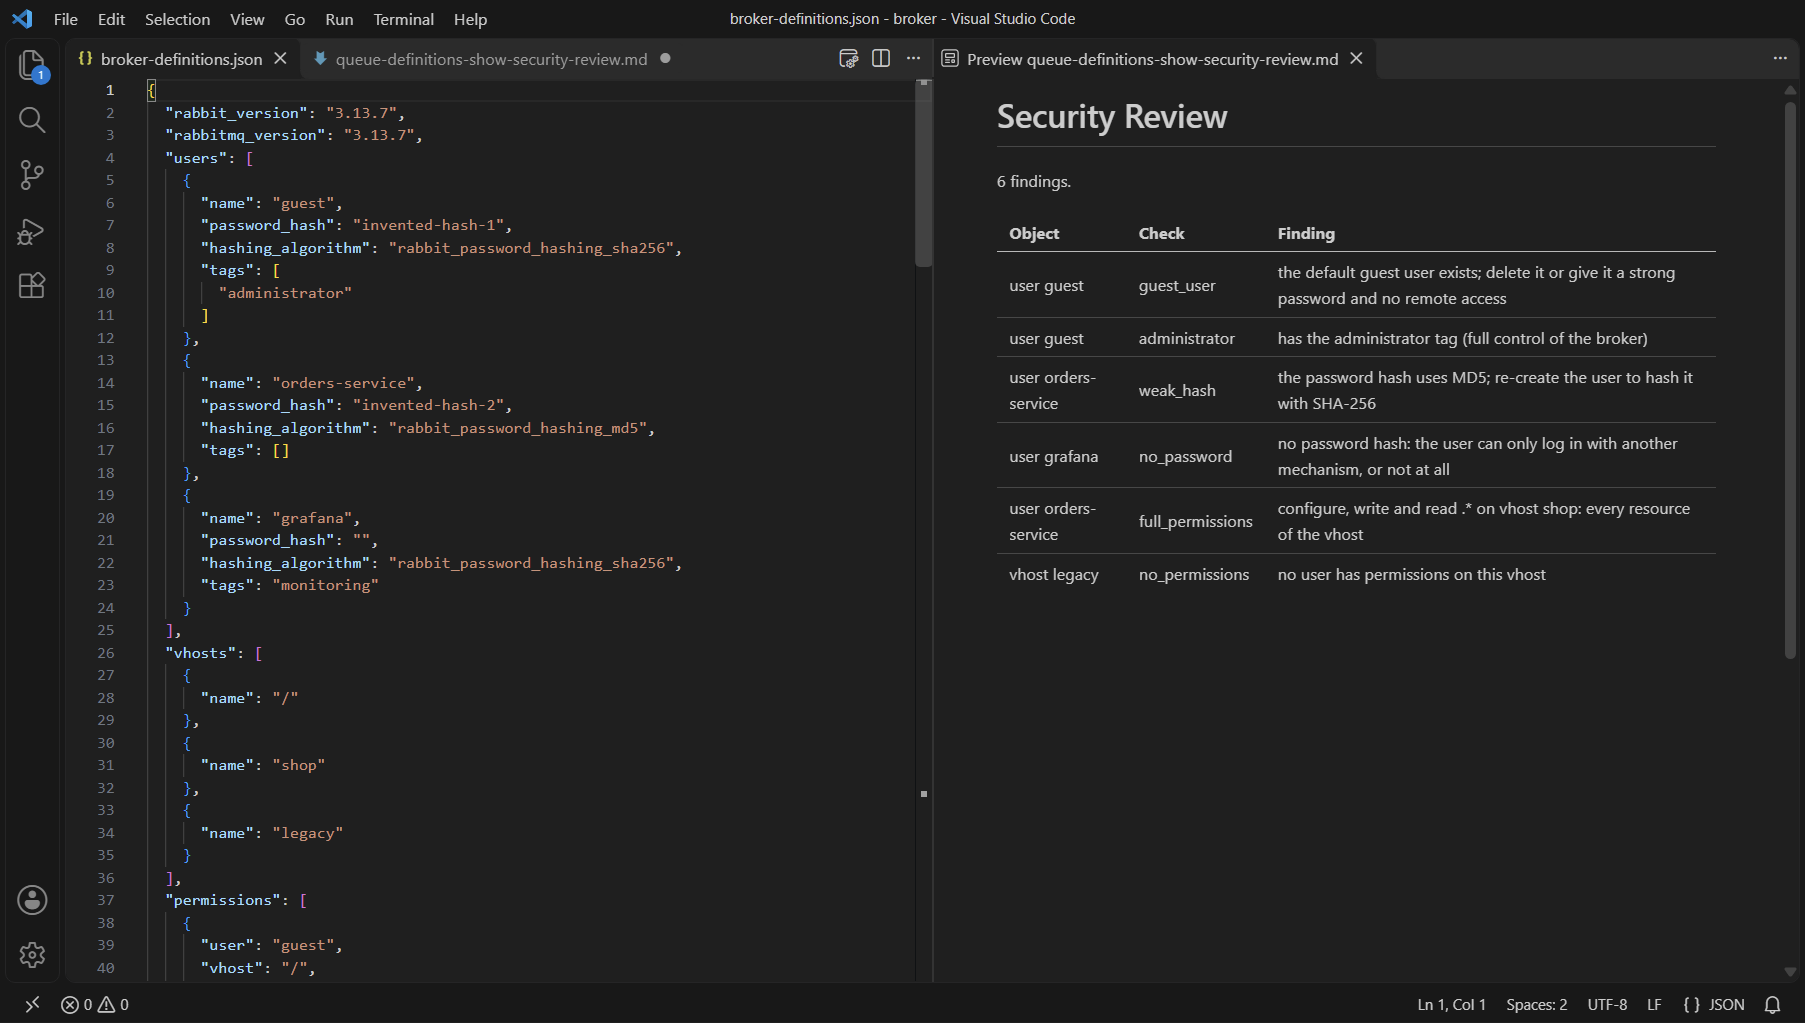 File Edit Selection View Go Run Terminal Help
broker-definitions.json - broker - Visual Studio Code
1
{} broker-definitions.json
queue-definitions-show-security-review.md
1 {
2 "rabbit_version": "3.13.7",
3 "rabbitmq_version": "3.13.7",
4 "users": [
5 {
6 "name": "guest",
7 "password_hash": "invented-hash-1",
8 "hashing_algorithm": "rabbit_password_hashing_sha256",
9 "tags": [
10 "administrator"
11 ]
12 },
13 {
14 "name": "orders-service",
15 "password_hash": "invented-hash-2",
16 "hashing_algorithm": "rabbit_password_hashing_md5",
17 "tags": []
18 },
19 {
20 "name": "grafana",
21 "password_hash": "",
22 "hashing_algorithm": "rabbit_password_hashing_sha256",
23 "tags": "monitoring"
24 }
25 ],
26 "vhosts": [
27 {
28 "name": "/"
29 },
30 {
31 "name": "shop"
32 },
33 {
34 "name": "legacy"
35 }
36 ],
37 "permissions": [
38 {
39 "user": "guest",
40 "vhost": "/",
Preview queue-definitions-show-security-review.md
Security Review
6 findings.
Object Check Finding
user guest guest_user the default guest user exists; delete it or give it a strong
password and no remote access
user guest administrator has the administrator tag (full control of the broker)
user orders-
service weak_hash the password hash uses MD5; re-create the user to hash it
with SHA-256
user grafana no_password no password hash: the user can only log in with another
mechanism, or not at all
user orders-
service full_permissions configure, write and read .* on vhost shop: every resource
of the vhost
vhost legacy no_permissions no user has permissions on this vhost
0 0
Ln 1, Col 1 Spaces: 2 UTF-8 LF {} JSON